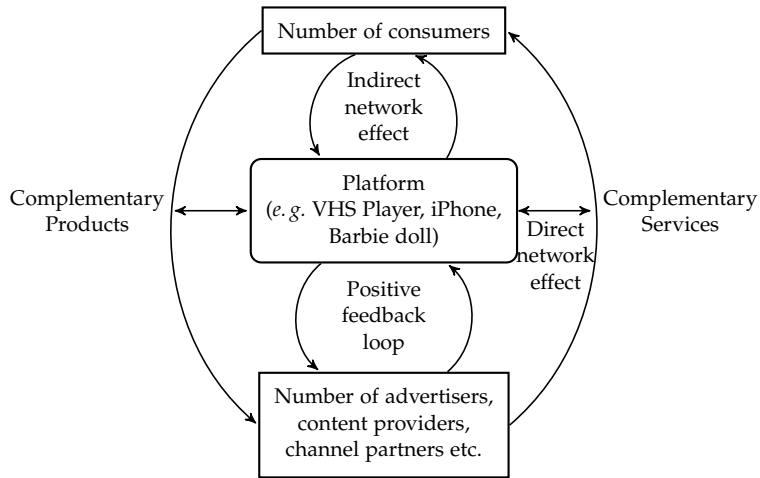 Number of consumers
Indirect
network
effect
Complementary
Products
Platform
(e. g. VHS Player, iPhone,
Barbie doll)
Complementary
Services
Direct
network
effect
Positive
feedback
loop
Number of advertisers,
content providers,
channel partners etc.